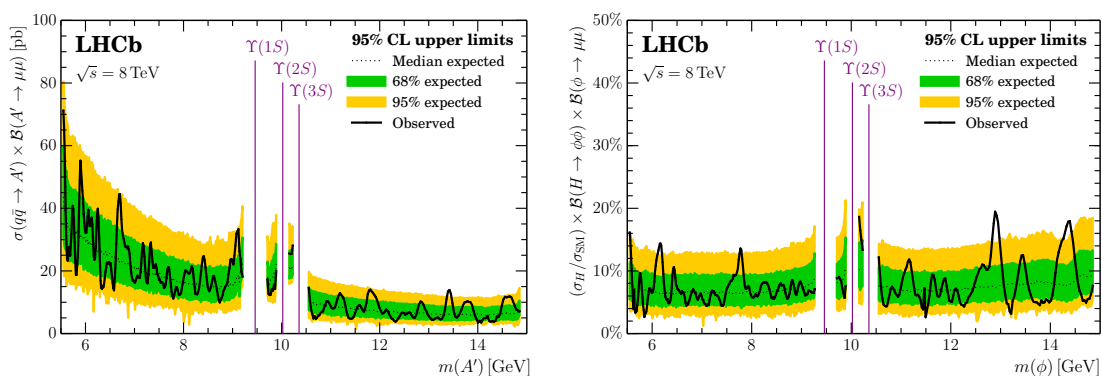 LHCb
√s = 8 TeV
Υ(1S)
Υ(2S)
Υ(3S)
95% CL upper limits
Median expected
68% expected
95% expected
Observed
σ(qq̄ → A′) × ℬ(A′ → μμ) [pb]
100
80
60
40
20
0
6
8
10
12
14
m(A′) [GeV]
LHCb
√s = 8 TeV
Υ(1S)
Υ(2S)
Υ(3S)
95% CL upper limits
Median expected
68% expected
95% expected
Observed
(σH/σSM) × ℬ(H → ϕϕ) × ℬ(ϕ → μμ)
50%
40%
30%
20%
10%
0%
6
8
10
12
14
m(ϕ) [GeV]